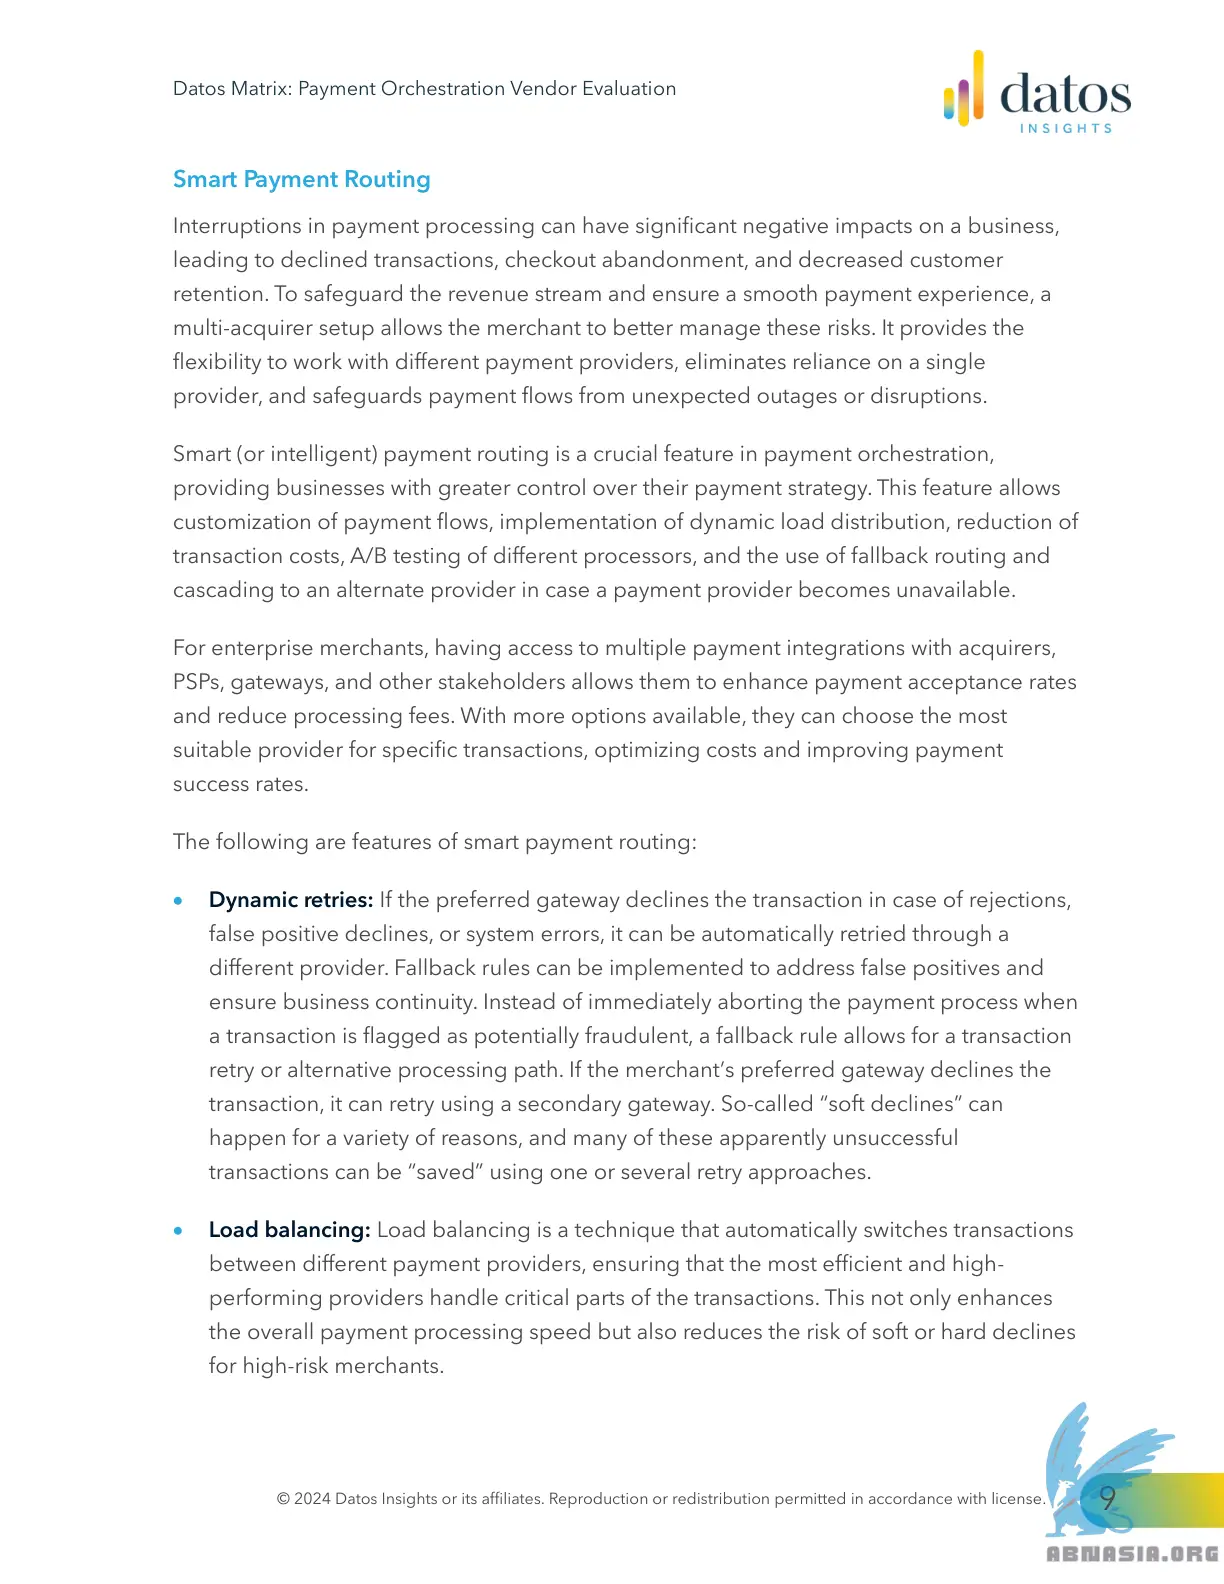 Datos Matrix: Payment Orchestration Vendor Evaluation
datos
INSIGHTS
Smart Payment Routing
Interruptions in payment processing can have significant negative impacts on a business,
leading to declined transactions, checkout abandonment, and decreased customer
retention. To safeguard the revenue stream and ensure a smooth payment experience, a
multi-acquirer setup allows the merchant to better manage these risks. It provides the
flexibility to work with different payment providers, eliminates reliance on a single
provider, and safeguards payment flows from unexpected outages or disruptions.
Smart (or intelligent) payment routing is a crucial feature in payment orchestration,
providing businesses with greater control over their payment strategy. This feature allows
customization of payment flows, implementation of dynamic load distribution, reduction of
transaction costs, A/B testing of different processors, and the use of fallback routing and
cascading to an alternate provider in case a payment provider becomes unavailable.
For enterprise merchants, having access to multiple payment integrations with acquirers,
PSPs, gateways, and other stakeholders allows them to enhance payment acceptance rates
and reduce processing fees. With more options available, they can choose the most
suitable provider for specific transactions, optimizing costs and improving payment
success rates.
The following are features of smart payment routing:
• Dynamic retries: If the preferred gateway declines the transaction in case of rejections,
false positive declines, or system errors, it can be automatically retried through a
different provider. Fallback rules can be implemented to address false positives and
ensure business continuity. Instead of immediately aborting the payment process when
a transaction is flagged as potentially fraudulent, a fallback rule allows for a transaction
retry or alternative processing path. If the merchant’s preferred gateway declines the
transaction, it can retry using a secondary gateway. So-called “soft declines” can
happen for a variety of reasons, and many of these apparently unsuccessful
transactions can be “saved” using one or several retry approaches.
• Load balancing: Load balancing is a technique that automatically switches transactions
between different payment providers, ensuring that the most efficient and high-
performing providers handle critical parts of the transactions. This not only enhances
the overall payment processing speed but also reduces the risk of soft or hard declines
for high-risk merchants.
© 2024 Datos Insights or its affiliates. Reproduction or redistribution permitted in accordance with license.
9
ABNASIA.ORG